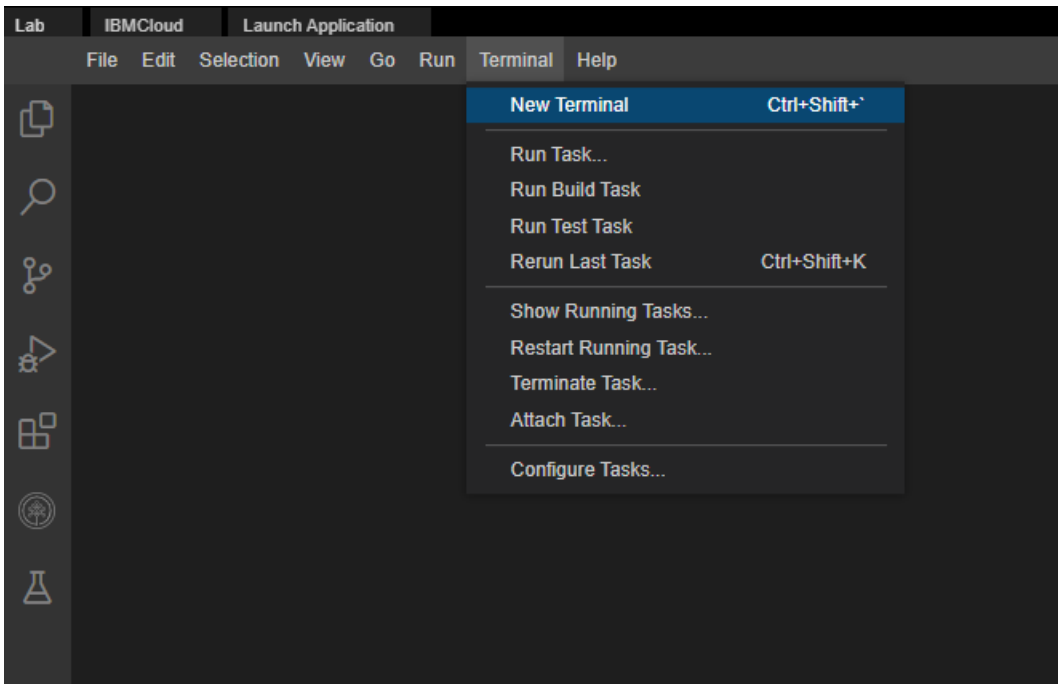 Lab IBMCloud Launch Application
File Edit Selection View Go Run Terminal Help
New Terminal Ctrl+Shift+`
Run Task...
Run Build Task
Run Test Task
Rerun Last Task Ctrl+Shift+K
Show Running Tasks...
Restart Running Task...
Terminate Task...
Attach Task...
Configure Tasks...